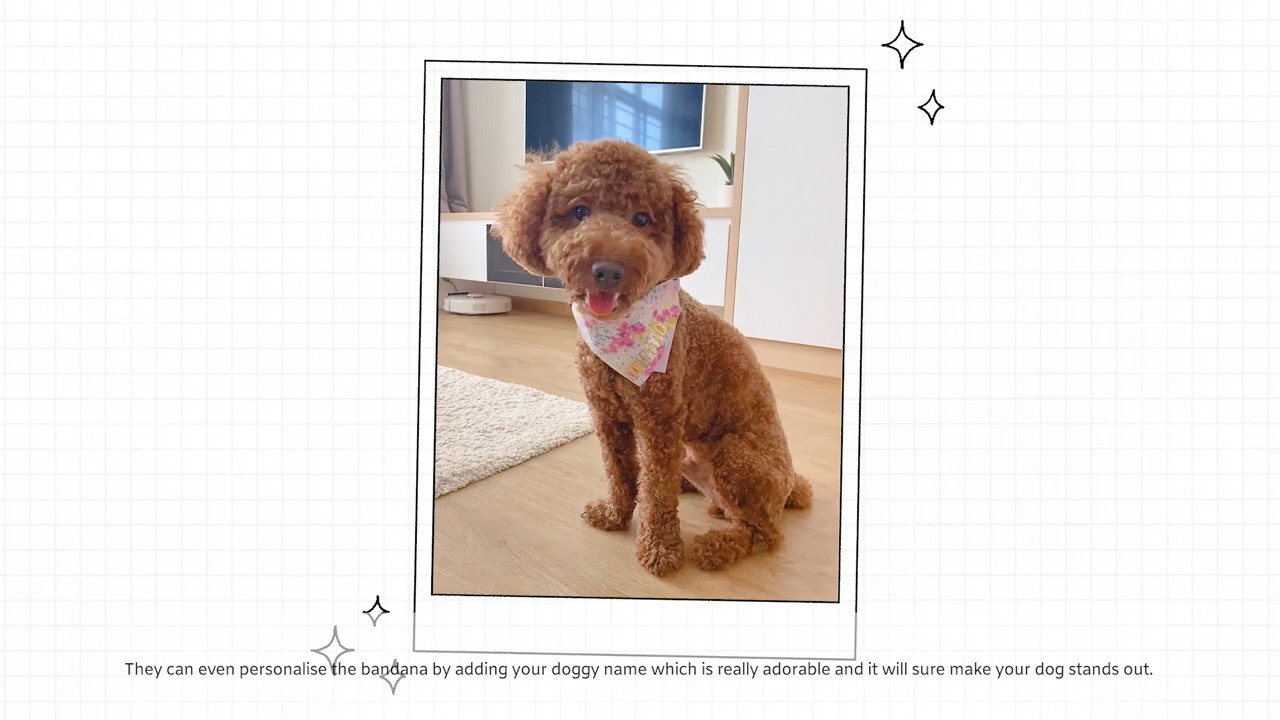 They can even personalise the bandana by adding your doggy name which is really adorable and it will sure make your dog stands out.